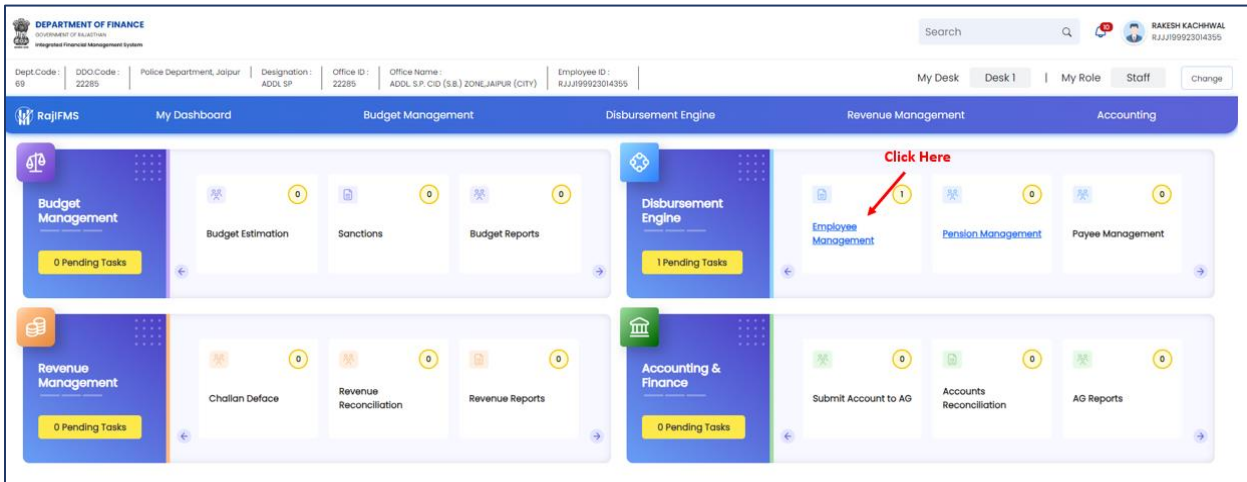 DEPARTMENT OF FINANCE
GOVERNMENT OF RAJASTHAN
Integrated Financial Management System
Search
10
RAKESH KACHHWAL
RJJJ199923014355
Dept.Code :
69
DDO.Code :
22285
Police Department, Jaipur
Designation :
ADDL SP
Office ID :
22285
Office Name :
ADDL. S.P. CID (S.B.) ZONE,JAIPUR (CITY)
Employee ID :
RJJJ199923014355
My Desk Desk 1 | My Role Staff Change
RajIFMS My Dashboard Budget Management Disbursement Engine Revenue Management Accounting
Budget
Management
0 Pending Tasks
0
Budget Estimation
0
Sanctions
0
Budget Reports
Disbursement
Engine
1 Pending Tasks
Click Here
1
Employee
Management
0
Pension Management
0
Payee Management
Revenue
Management
0 Pending Tasks
0
Challan Deface
0
Revenue
Reconciliation
0
Revenue Reports
Accounting &
Finance
0 Pending Tasks
0
Submit Account to AG
0
Accounts
Reconciliation
0
AG Reports